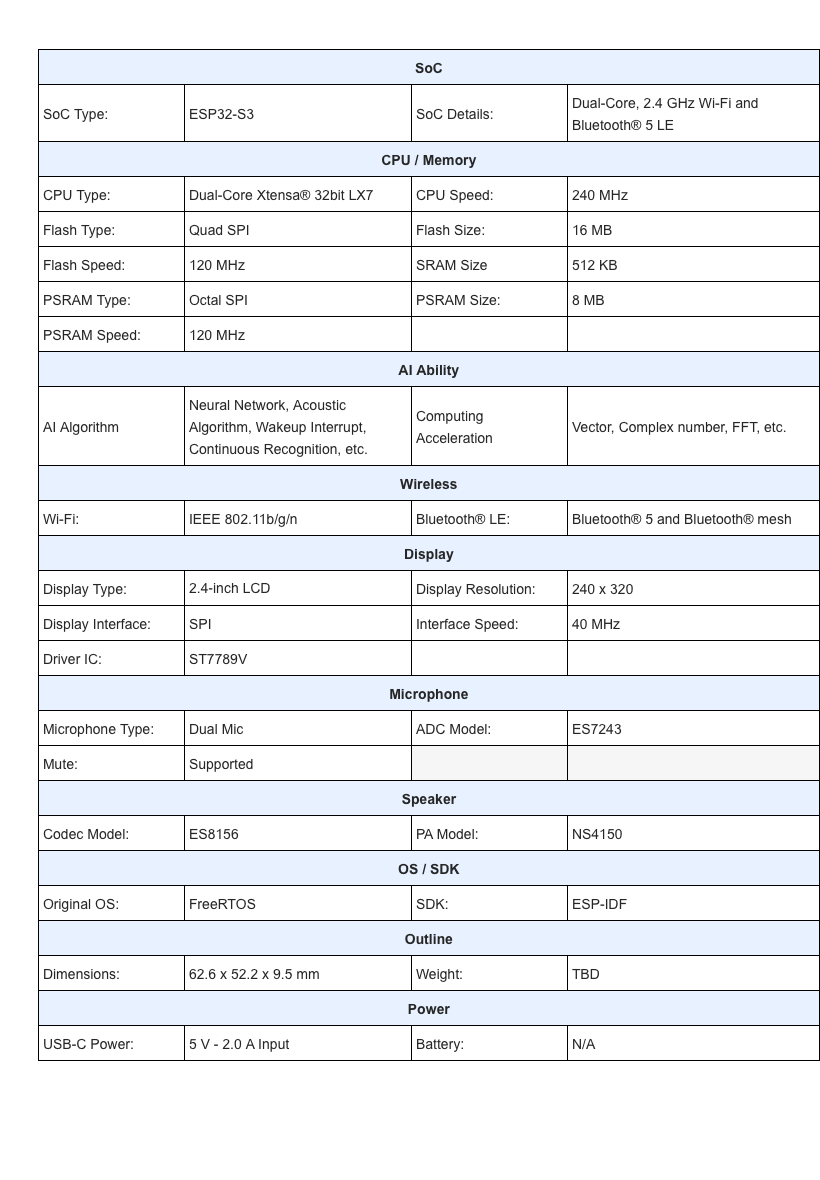 SoC
SoC Type: ESP32-S3 SoC Details: Dual-Core, 2.4 GHz Wi-Fi and
Bluetooth® 5 LE
CPU / Memory
CPU Type: Dual-Core Xtensa® 32bit LX7 CPU Speed: 240 MHz
Flash Type: Quad SPI Flash Size: 16 MB
Flash Speed: 120 MHz SRAM Size 512 KB
PSRAM Type: Octal SPI PSRAM Size: 8 MB
PSRAM Speed: 120 MHz
AI Ability
AI Algorithm
Neural Network, Acoustic
Algorithm, Wakeup Interrupt,
Continuous Recognition, etc.
Computing
Acceleration
Vector, Complex number, FFT, etc.
Wireless
Wi-Fi: IEEE 802.11b/g/n Bluetooth® LE: Bluetooth® 5 and Bluetooth® mesh
Display
Display Type: 2.4-inch LCD Display Resolution: 240 x 320
Display Interface: SPI Interface Speed: 40 MHz
Driver IC: ST7789V
Microphone
Microphone Type: Dual Mic ADC Model: ES7243
Mute: Supported
Speaker
Codec Model: ES8156 PA Model: NS4150
OS / SDK
Original OS: FreeRTOS SDK: ESP-IDF
Outline
Dimensions: 62.6 x 52.2 x 9.5 mm Weight: TBD
Power
USB-C Power: 5 V - 2.0 A Input Battery: N/A